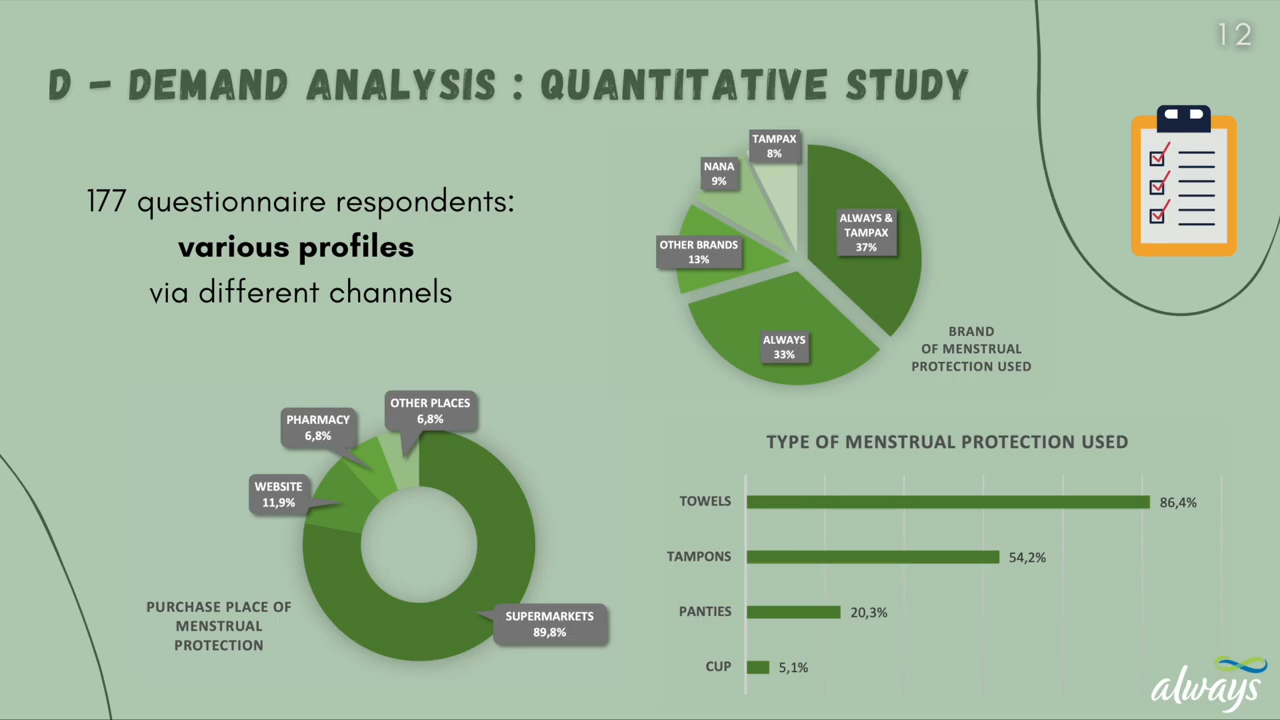 12
D – DEMAND ANALYSIS : QUANTITATIVE STUDY
177 questionnaire respondents:
various profiles
via different channels
TAMPAX
8%
NANA
9%
OTHER BRANDS
13%
ALWAYS &
TAMPAX
37%
ALWAYS
33%
BRAND
OF MENSTRUAL
PROTECTION USED
OTHER PLACES
6,8%
PHARMACY
6,8%
WEBSITE
11,9%
SUPERMARKETS
89,8%
PURCHASE PLACE OF
MENSTRUAL
PROTECTION
TYPE OF MENSTRUAL PROTECTION USED
TOWELS
86,4%
TAMPONS
54,2%
PANTIES
20,3%
CUP
5,1%
always